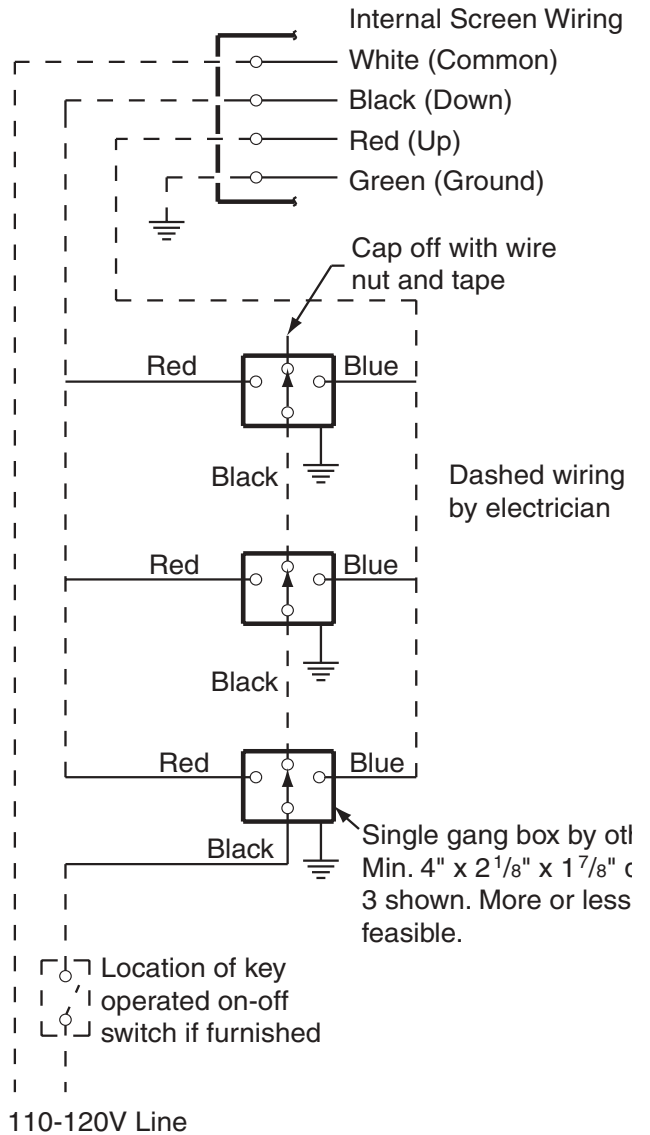 Internal Screen Wiring
White (Common)
Black (Down)
Red (Up)
Green (Ground)
Cap off with wire
nut and tape
Red
Blue
Black
Dashed wiring
by electrician
Red
Blue
Black
Red
Blue
Black
Single gang box by
Min. 4" x 2 1/8" x 1 7/8"
3 shown. More or less
feasible.
Location of key
operated on-off
switch if furnished
110-120V Line